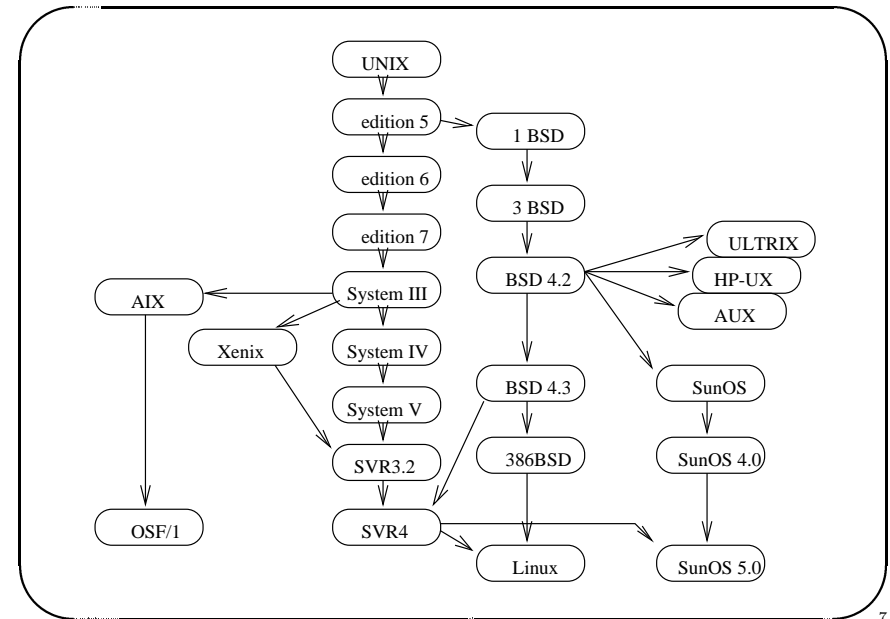 UNIX
edition 5
1 BSD
edition 6
3 BSD
edition 7
ULTRIX
AIX
System III
BSD 4.2
HP-UX
AUX
Xenix
System IV
System V
BSD 4.3
SunOS
SVR3.2
386BSD
SunOS 4.0
OSF/1
SVR4
Linux
SunOS 5.0
7